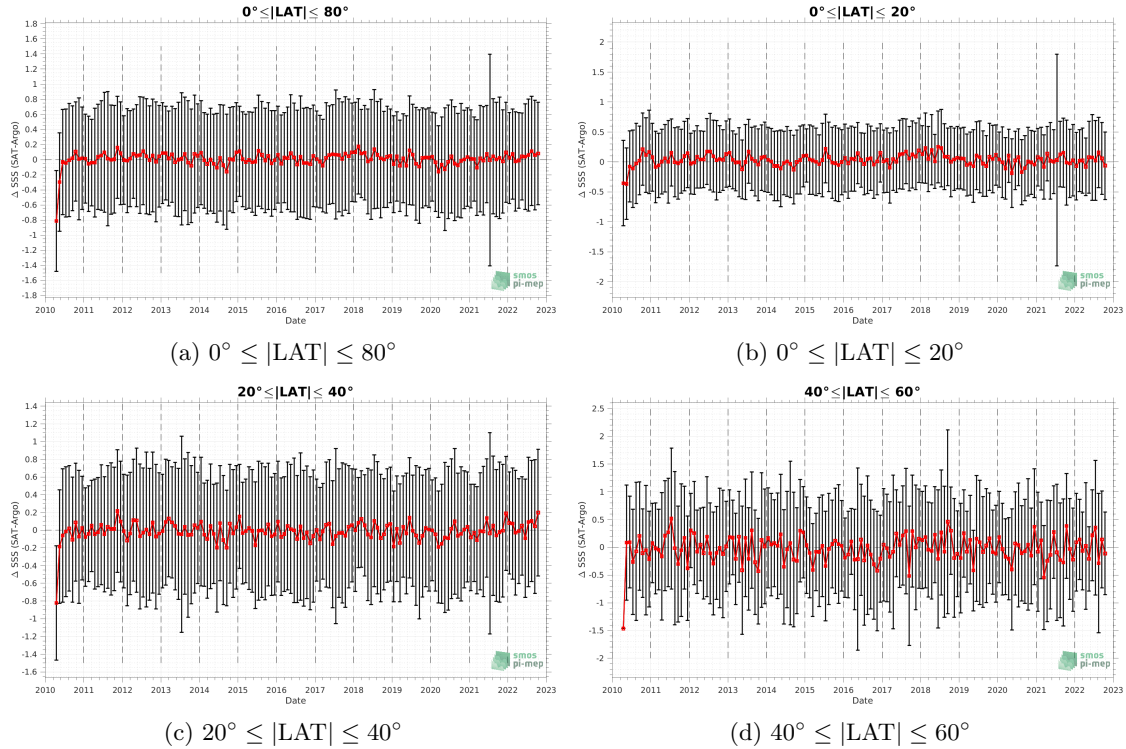 0°≤|LAT|≤ 80°
1.8
1.6
1.4
1.2
1
0.8
0.6
0.4
0.2
0
-0.2
-0.4
-0.6
-0.8
-1
-1.2
-1.4
-1.6
-1.8
Δ SSS (SAT-Argo)
2010 2011 2012 2013 2014 2015 2016 2017 2018 2019 2020 2021 2022 2023
Date
smos
pi-mep
(a) 0° ≤ |LAT| ≤ 80°
0°≤|LAT|≤ 20°
2
1.5
1
0.5
0
-0.5
-1
-1.5
-2
Δ SSS (SAT-Argo)
2010 2011 2012 2013 2014 2015 2016 2017 2018 2019 2020 2021 2022 2023
Date
smos
pi-mep
(b) 0° ≤ |LAT| ≤ 20°
20°≤|LAT|≤ 40°
1.4
1.2
1
0.8
0.6
0.4
0.2
0
-0.2
-0.4
-0.6
-0.8
-1
-1.2
-1.4
-1.6
Δ SSS (SAT-Argo)
2010 2011 2012 2013 2014 2015 2016 2017 2018 2019 2020 2021 2022 2023
Date
smos
pi-mep
(c) 20° ≤ |LAT| ≤ 40°
40°≤|LAT|≤ 60°
2.5
2
1.5
1
0.5
0
-0.5
-1
-1.5
-2
Δ SSS (SAT-Argo)
2010 2011 2012 2013 2014 2015 2016 2017 2018 2019 2020 2021 2022 2023
Date
smos
pi-mep
(d) 40° ≤ |LAT| ≤ 60°